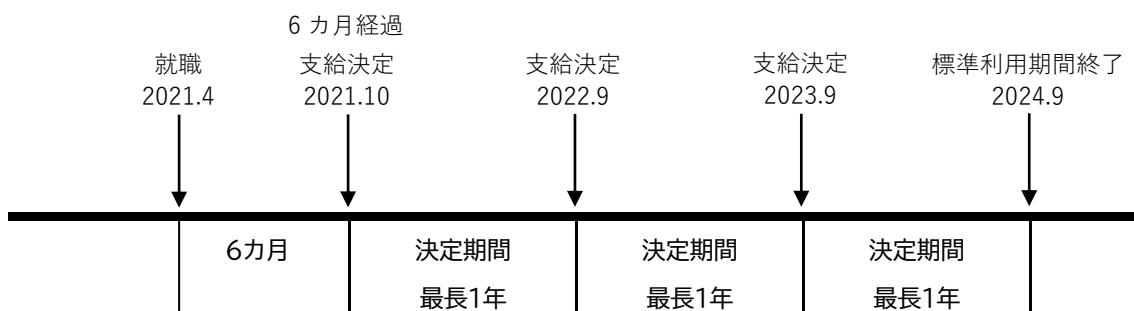 6 カ月経過
就職
支給決定
支給決定
支給決定
標準利用期間終了
2021.4
2021.10
2022.9
2023.9
2024.9
6カ月
決定期間
決定期間
決定期間
最長1年
最長1年
最長1年